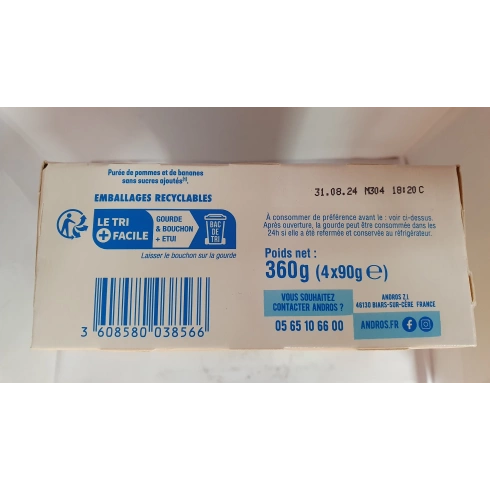 Purée de pommes et de bananes
sans sucres ajoutés⁽¹⁾.
EMBALLAGES RECYCLABLES
LE TRI
+ FACILE
GOURDE
& BOUCHON
+ ETUI
BAC
DE
TRI
Laisser le bouchon sur la gourde
3 608580 038566
31.08.24 M304 18:20 C
À consommer de préférence avant le : voir ci-dessus.
Après ouverture, la gourde peut être consommée dans les
24h si elle a été refermée et conservée au réfrigérateur.
Poids net :
360g (4x90g ℮)
VOUS SOUHAITEZ
CONTACTER ANDROS ?
05 65 10 66 00
ANDROS Z.I.
46130 BIARS-SUR-CÈRE FRANCE
ANDROS.FR